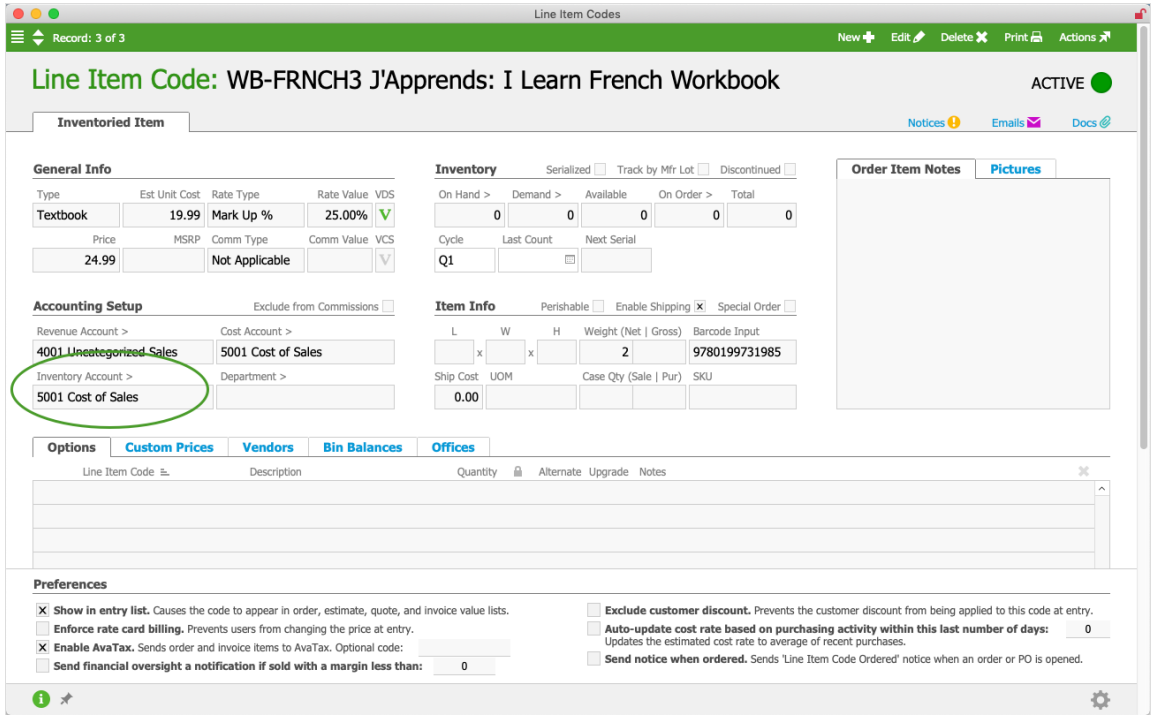 Line Item Codes
Record: 3 of 3 New Edit Delete Print Actions
Line Item Code: WB-FRNCH3 J'Apprends: I Learn French Workbook ACTIVE
Inventoried Item Notices Emails Docs
General Info Inventory Serialized Track by Mfr Lot Discontinued Order Item Notes Pictures
Type Est Unit Cost Rate Type Rate Value VDS On Hand > Demand > Available On Order > Total
Textbook 19.99 Mark Up % 25.00% V 0 0 0 0 0
Price MSRP Comm Type Comm Value VCS Cycle Last Count Next Serial
24.99 Not Applicable V Q1
Accounting Setup Exclude from Commissions Item Info Perishable Enable Shipping x Special Order
Revenue Account > Cost Account > L W H Weight (Net | Gross) Barcode Input
4001 Uncategorized Sales 5001 Cost of Sales x x 2 9780199731985
Inventory Account > Department > Ship Cost UOM Case Qty (Sale | Pur) SKU
5001 Cost of Sales 0.00
Options Custom Prices Vendors Bin Balances Offices
Line Item Code Description Quantity Alternate Upgrade Notes
Preferences
X Show in entry list. Causes the code to appear in order, estimate, quote, and invoice value lists. Exclude customer discount. Prevents the customer discount from being applied to this code at entry.
Enforce rate card billing. Prevents users from changing the price at entry. Auto-update cost rate based on purchasing activity within this last number of days: 0
Updates the estimated cost rate to average of recent purchases.
X Enable AvaTax. Sends order and invoice items to AvaTax. Optional code:
Send financial oversight a notification if sold with a margin less than: 0 Send notice when ordered. Sends 'Line Item Code Ordered' notice when an order or PO is opened.